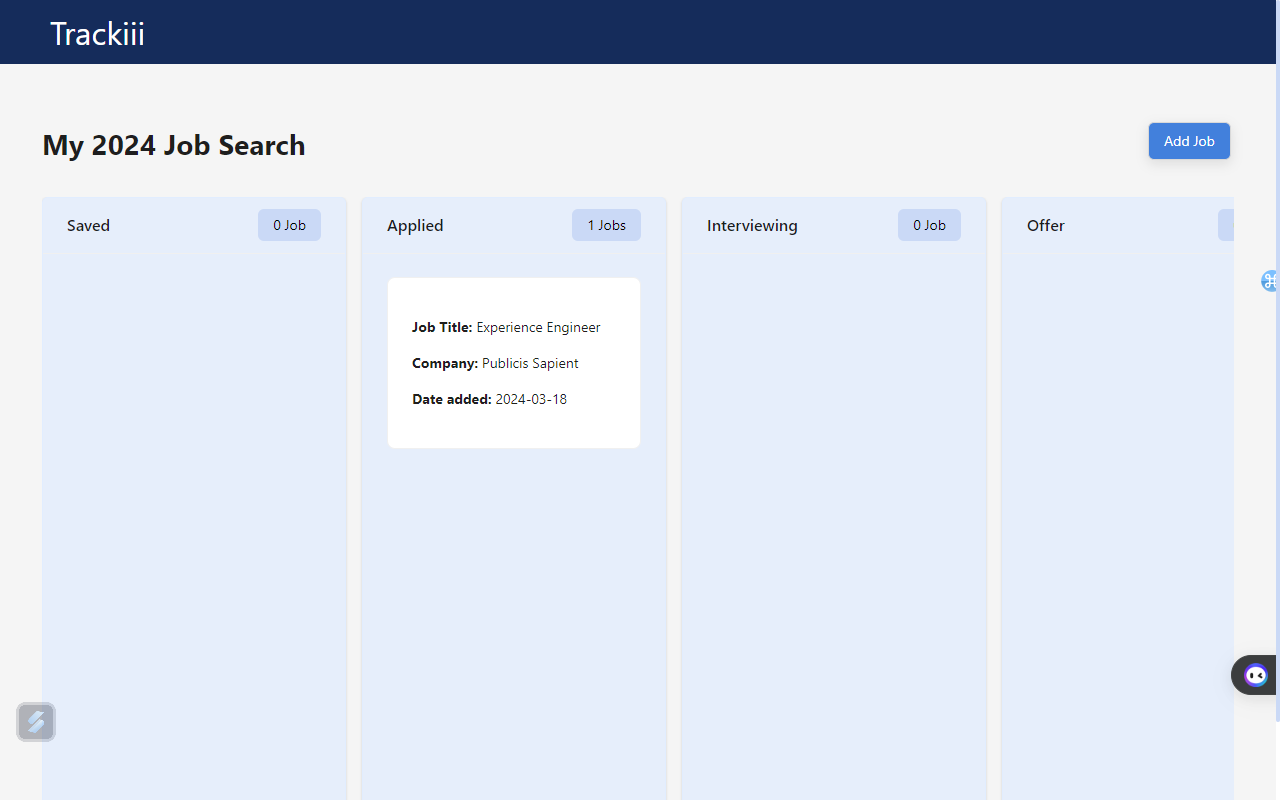 Trackiii
My 2024 Job Search
Add Job
Saved
0 Job
Applied
1 Jobs
Interviewing
0 Job
Offer
Job Title: Experience Engineer
Company: Publicis Sapient
Date added: 2024-03-18